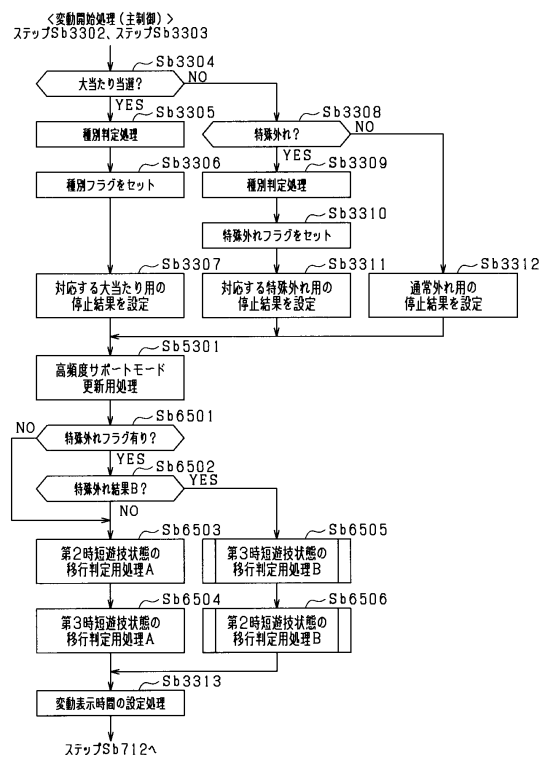 <変動開始処理(主制御)>
ステップSb3302、ステップSb3303
Sb3304
大当たり当選?
NO
YES
Sb3305
種別判定処理
Sb3308
特殊外れ?
NO
YES
Sb3306
種別フラグをセット
Sb3309
種別判定処理
Sb3310
特殊外れフラグをセット
Sb3307
対応する大当たり用の
停止結果を設定
Sb3311
対応する特殊外れ用の
停止結果を設定
Sb3312
通常外れ用の
停止結果を設定
Sb5301
高頻度サポートモード
更新用処理
Sb6501
NO
特殊外れフラグ有り?
YES
Sb6502
特殊外れ結果B?
YES
NO
Sb6503
第2時短遊技状態の
移行判定用処理A
Sb6505
第3時短遊技状態の
移行判定用処理B
Sb6504
第3時短遊技状態の
移行判定用処理A
Sb6506
第2時短遊技状態の
移行判定用処理B
Sb3313
変動表示時間の設定処理
ステップSb712へ